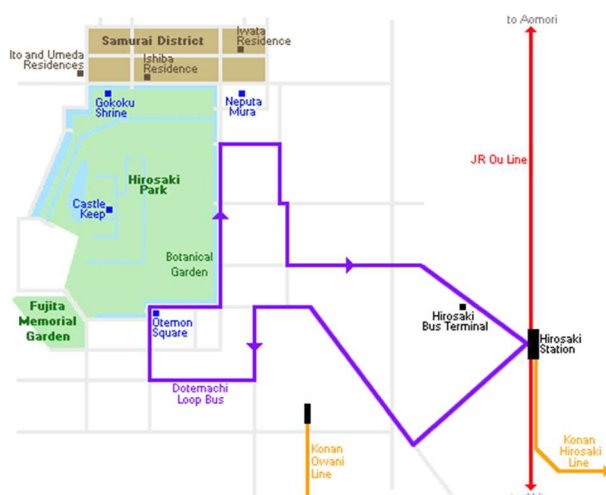 to Aomori
Samurai District
Iwata
Residence
Ito and Umeda
Residences
Ishiba
Residence
Gokoku
Shrine
Neputa
Mura
JR Ou Line
Hirosaki
Park
Castle
Keep
Botanical
Garden
Fujita
Memorial
Garden
Otemon
Square
Hirosaki
Bus Terminal
Hirosaki
Station
Dotemachi
Loop Bus
Konan
Owani
Line
Konan
Hirosaki
Line